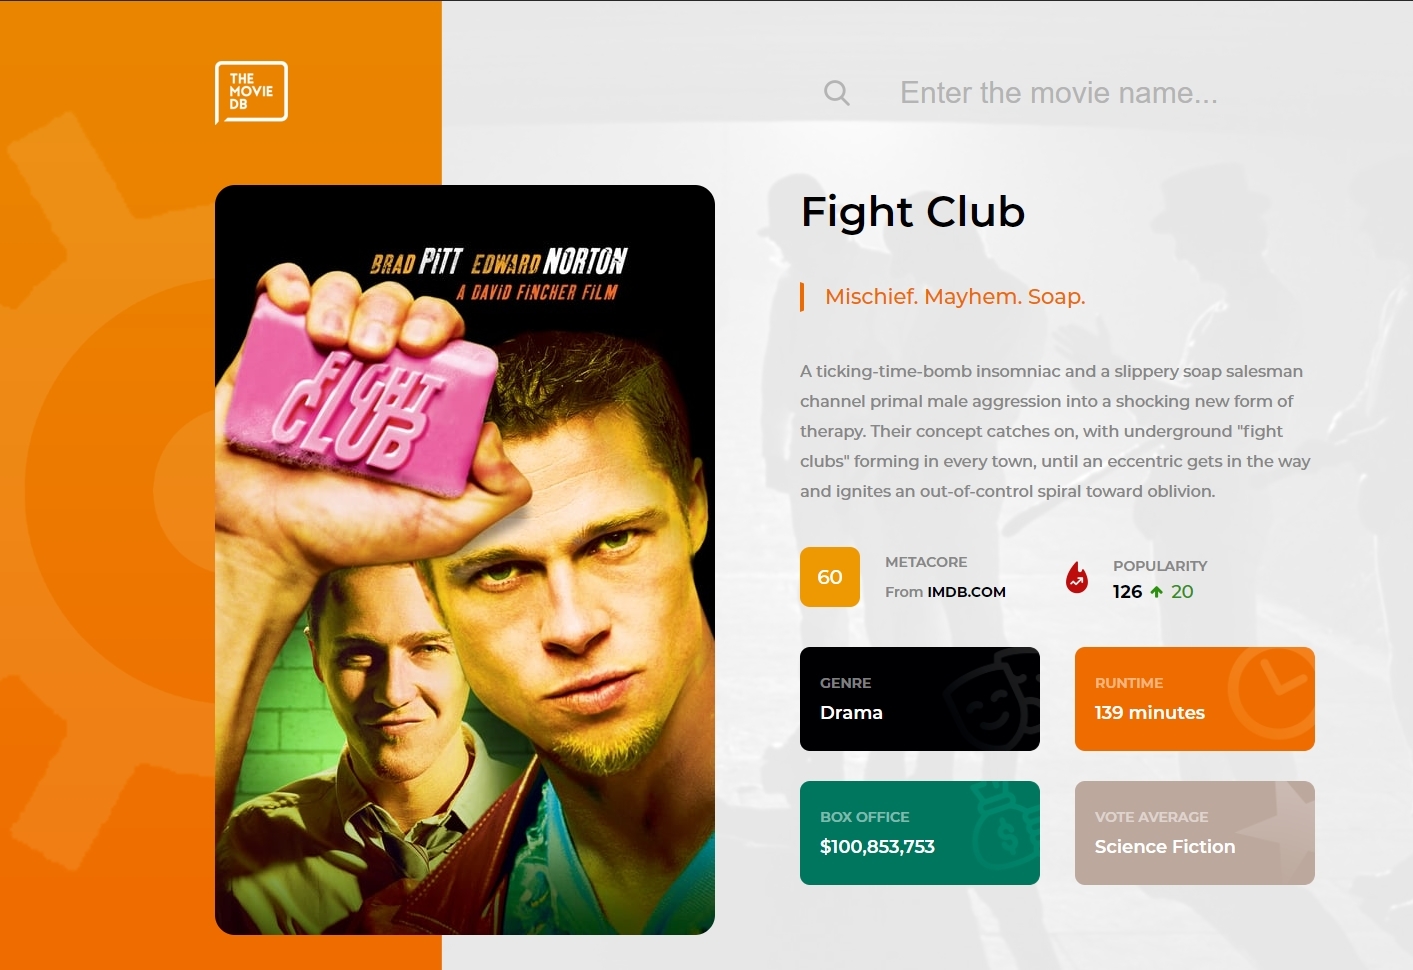 THE
MOVIE
DB
Enter the movie name...
BRAD PITT EDWARD NORTON
A DAVID FINCHER FILM
FIGHT
CLUB
Fight Club
Mischief. Mayhem. Soap.
A ticking-time-bomb insomniac and a slippery soap salesman
channel primal male aggression into a shocking new form of
therapy. Their concept catches on, with underground "fight
clubs" forming in every town, until an eccentric gets in the way
and ignites an out-of-control spiral toward oblivion.
60
METACORE
From IMDB.COM
POPULARITY
126 20
GENRE
Drama
RUNTIME
139 minutes
BOX OFFICE
$100,853,753
VOTE AVERAGE
Science Fiction